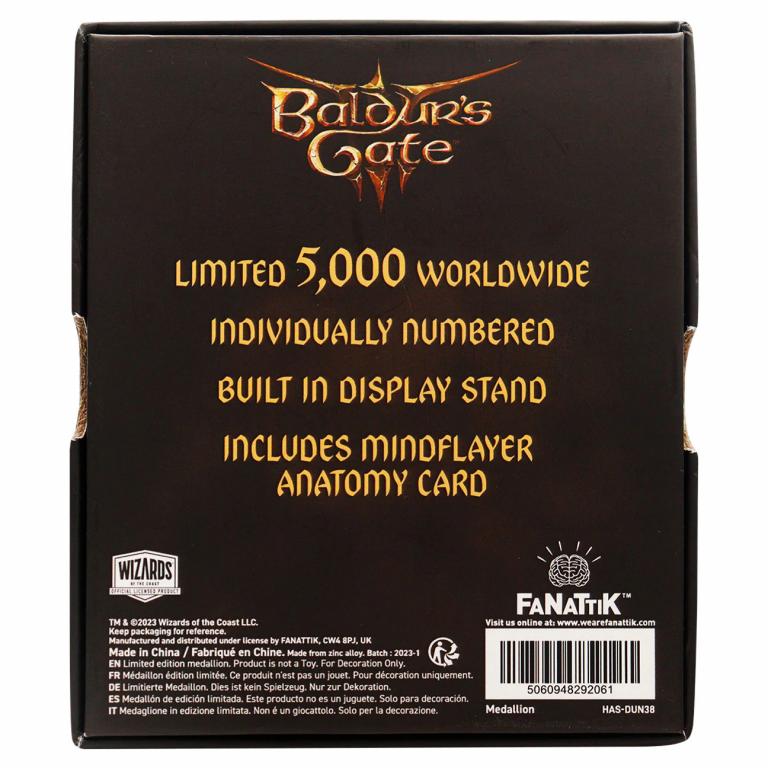 BALDUR'S
GATE
LIMITED 5,000 WORLDWIDE
INDIVIDUALLY NUMBERED
BUILT IN DISPLAY STAND
INCLUDES MINDFLAYER
ANATOMY CARD
WIZARDS
OF THE COAST
OFFICIAL LICENSED PRODUCT
TM & ©2023 Wizards of the Coast LLC.
Keep packaging for reference.
Manufactured and distributed under license by FANATTIK, CW4 8PJ, UK
Made in China / Fabriqué en Chine. Made from zinc alloy. Batch : 2023-1
EN Limited edition medallion. Product is not a Toy. For Decoration Only.
FR Médaillon édition limitée. Ce produit n'est pas un jouet. Pour décoration uniquement.
DE Limitierte Medaillon. Dies ist kein Spielzeug. Nur zur Dekoration.
ES Medallón de edición limitada. Este producto no es un juguete. Solo para decoración.
IT Medaglione in edizione limitata. Non é un giocattolo. Solo per la decorazione.
FANATTIK™
Visit us online at: www.wearefanattik.com
5060948292061
Medallion HAS-DUN38